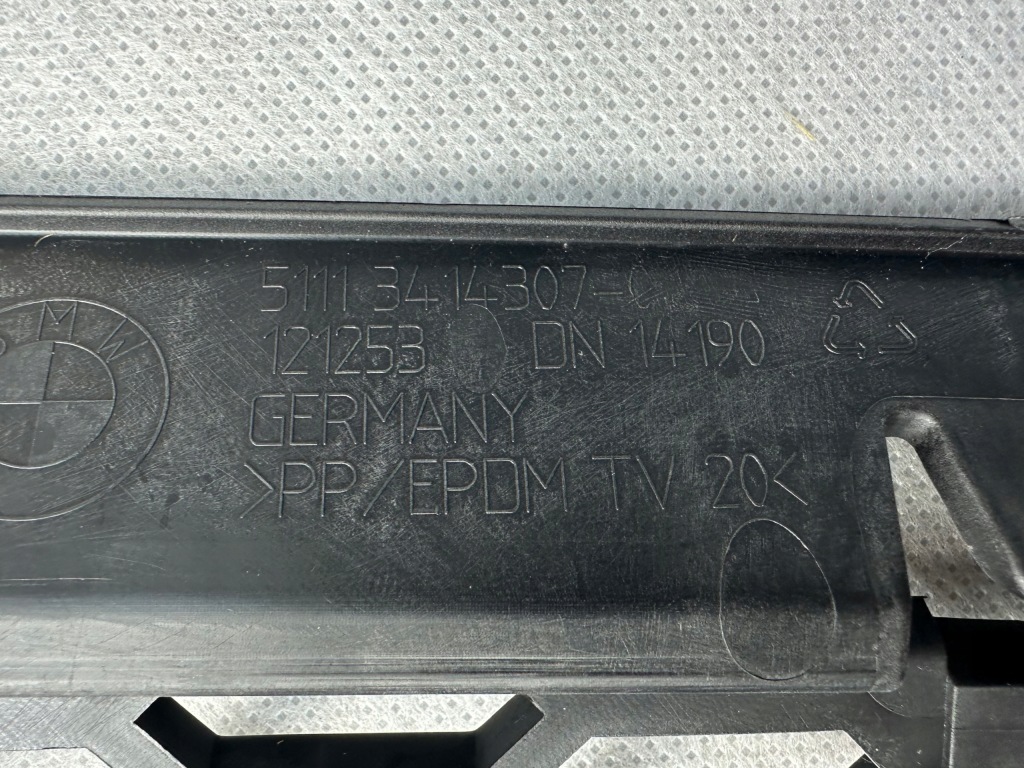 BMW
5111 3414307-
121253 DN 14190
GERMANY
>PP/EPDM TV 20<